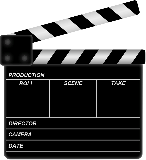 PRODUCTION
ROLL SCENE TAKE
DIRECTOR
CAMERA
DATE